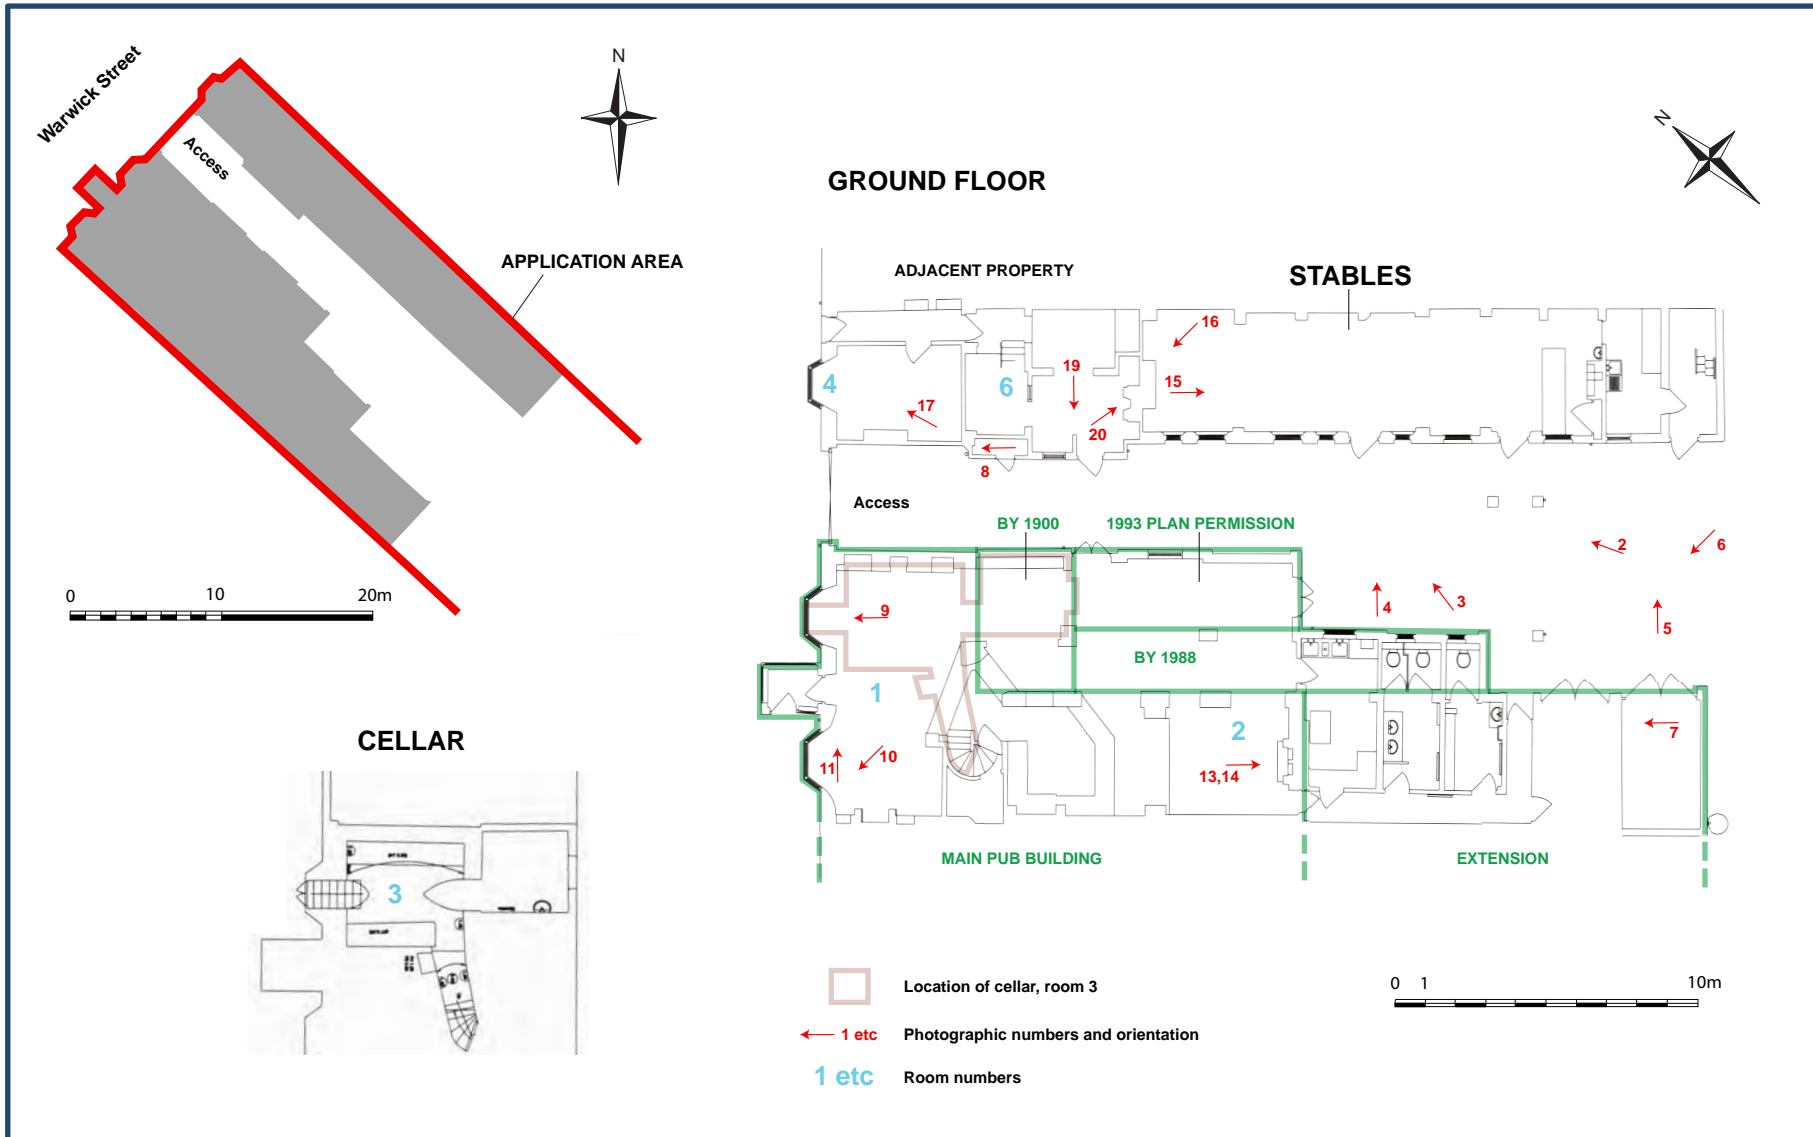 Warwick Street
Access
N
APPLICATION AREA
0 10 20m
GROUND FLOOR
N
ADJACENT PROPERTY
STABLES
16
4
6
19
15
17
20
8
Access
BY 1900
1993 PLAN PERMISSION
2
6
9
4
3
5
BY 1988
1
2
7
11
10
13,14
MAIN PUB BUILDING
EXTENSION
CELLAR
3
Location of cellar, room 3
1 etc Photographic numbers and orientation
1 etc Room numbers
0 1 10m